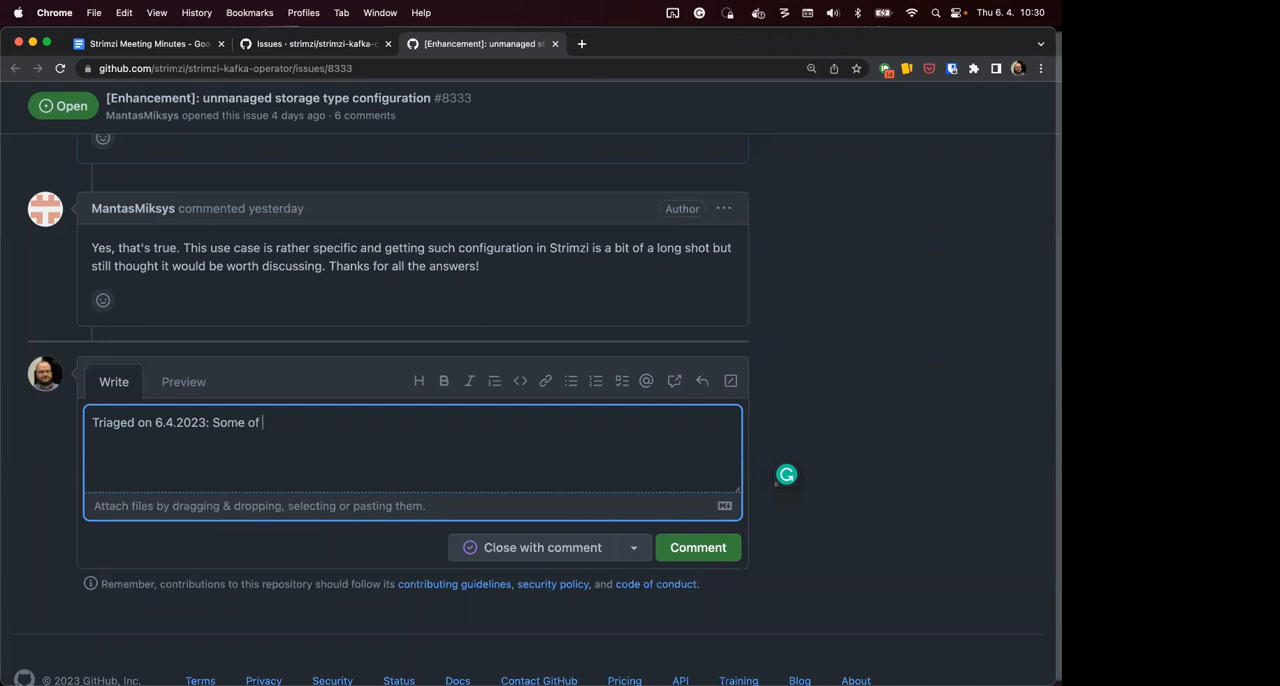 Chrome File Edit View History Bookmarks Profiles Tab Window Help Thu 6. 4. 10:30
Strimzi Meeting Minutes - Goo Issues · strimzi/strimzi-kafka-o [Enhancement]: unmanaged st
github.com/strimzi/strimzi-kafka-operator/issues/8333
14
Open
[Enhancement]: unmanaged storage type configuration #8333
MantasMiksys opened this issue 4 days ago · 6 comments
MantasMiksys commented yesterday Author
Yes, that's true. This use case is rather specific and getting such configuration in Strimzi is a bit of a long shot but
still thought it would be worth discussing. Thanks for all the answers!
Write Preview
Triaged on 6.4.2023: Some of
Attach files by dragging & dropping, selecting or pasting them.
Close with comment Comment
Remember, contributions to this repository should follow its contributing guidelines, security policy, and code of conduct.
© 2023 GitHub, Inc. Terms Privacy Security Status Docs Contact GitHub Pricing API Training Blog About